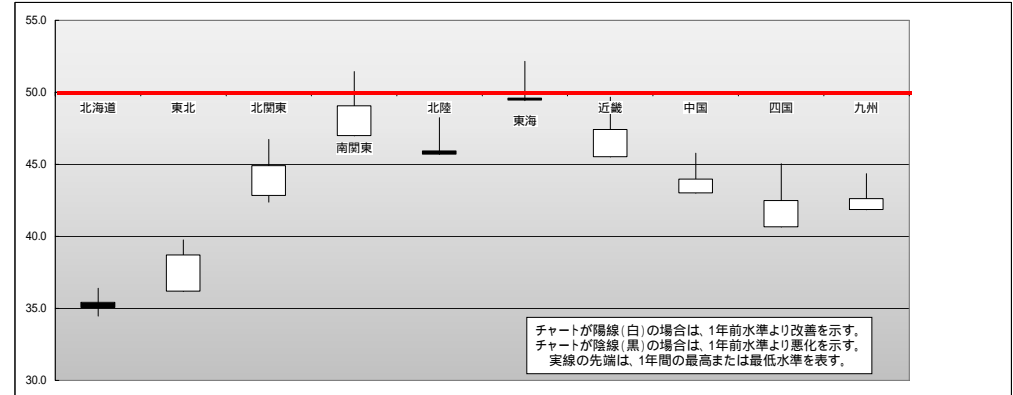 55.0
50.0
45.0
40.0
35.0
30.0
北海道
東北
北関東
南関東
北陸
東海
近畿
中国
四国
九州
チャートが陽線(白)の場合は、1年前水準より改善を示す。
チャートが陰線(黒)の場合は、1年前水準より悪化を示す。
実線の先端は、1年間の最高または最低水準を表す。